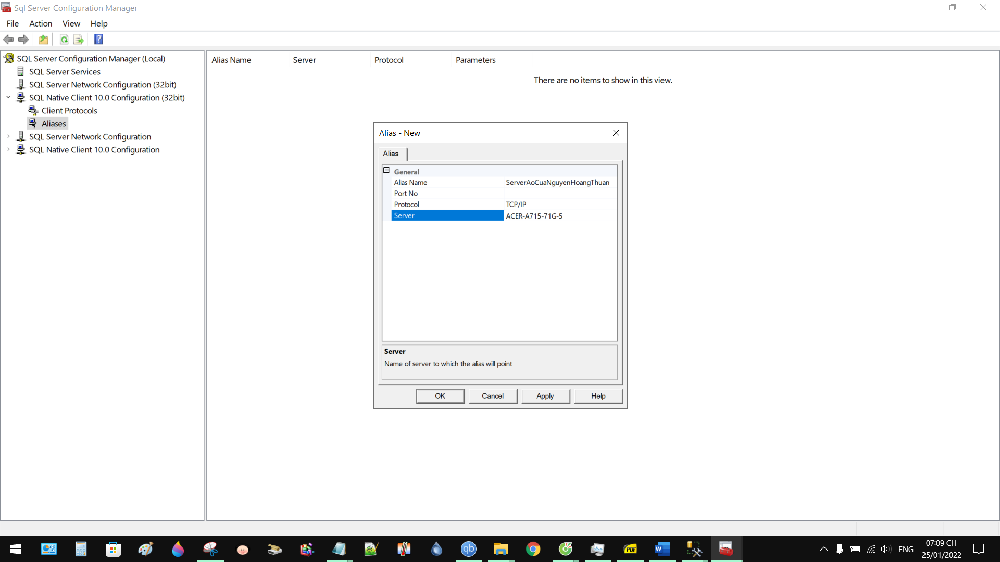 Sql Server Configuration Manager
File Action View Help
SQL Server Configuration Manager (Local)
SQL Server Services
SQL Server Network Configuration (32bit)
SQL Native Client 10.0 Configuration (32bit)
Client Protocols
Aliases
SQL Server Network Configuration
SQL Native Client 10.0 Configuration
Alias Name Server Protocol Parameters
There are no items to show in this view.
Alias - New
Alias
General
Alias Name ServerAoCuaNguyenHoangThuan
Port No
Protocol TCP/IP
Server ACER-A715-71G-5
Server
Name of server to which the alias will point
OK Cancel Apply Help
qb
PDF
W
ENG
07:09 CH
25/01/2022